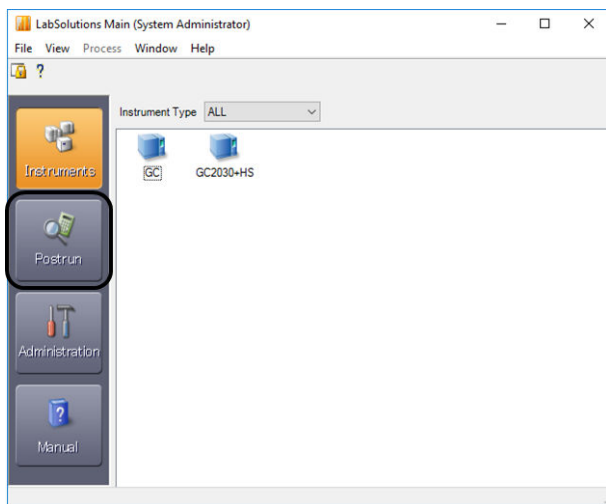 LabSolutions Main (System Administrator)
File View Process Window Help
?
Instrument Type ALL
Instruments
GC GC2030+HS
Postrun
Administration
?
Manual